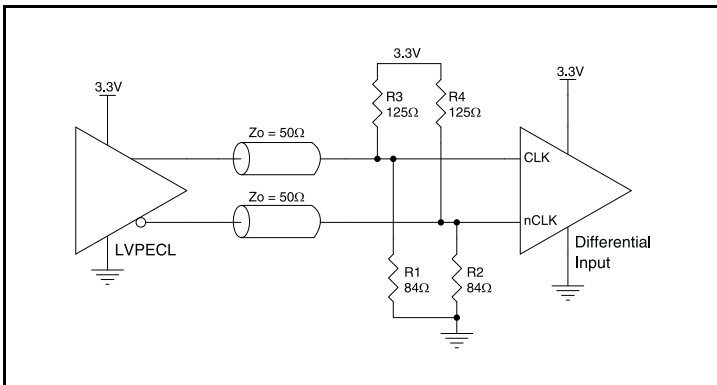 3.3V
3.3V
3.3V
R3
125Ω
R4
125Ω
Zo = 50Ω
CLK
Zo = 50Ω
nCLK
LVPECL
Differential
Input
R1
84Ω
R2
84Ω